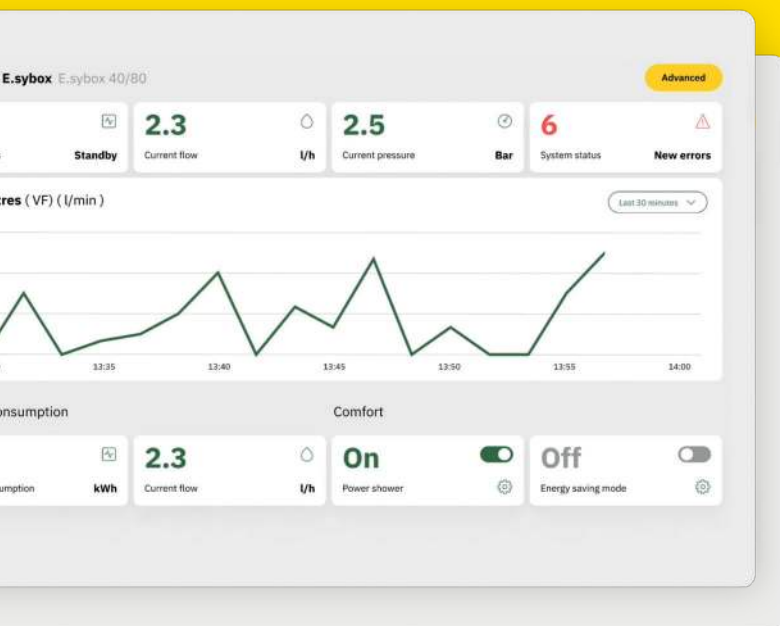 E.sybox E.sybox 40/80
Advanced
Standby
2.3
Current flow l/h
2.5
Current pressure Bar
6
System status New errors
tres ( VF) ( l/min )
Last 30 minutes
13:35 13:40 13:45 13:50 13:55 14:00
onsumption
Comfort
umption kWh
2.3
Current flow l/h
On
Power shower
Off
Energy saving mode